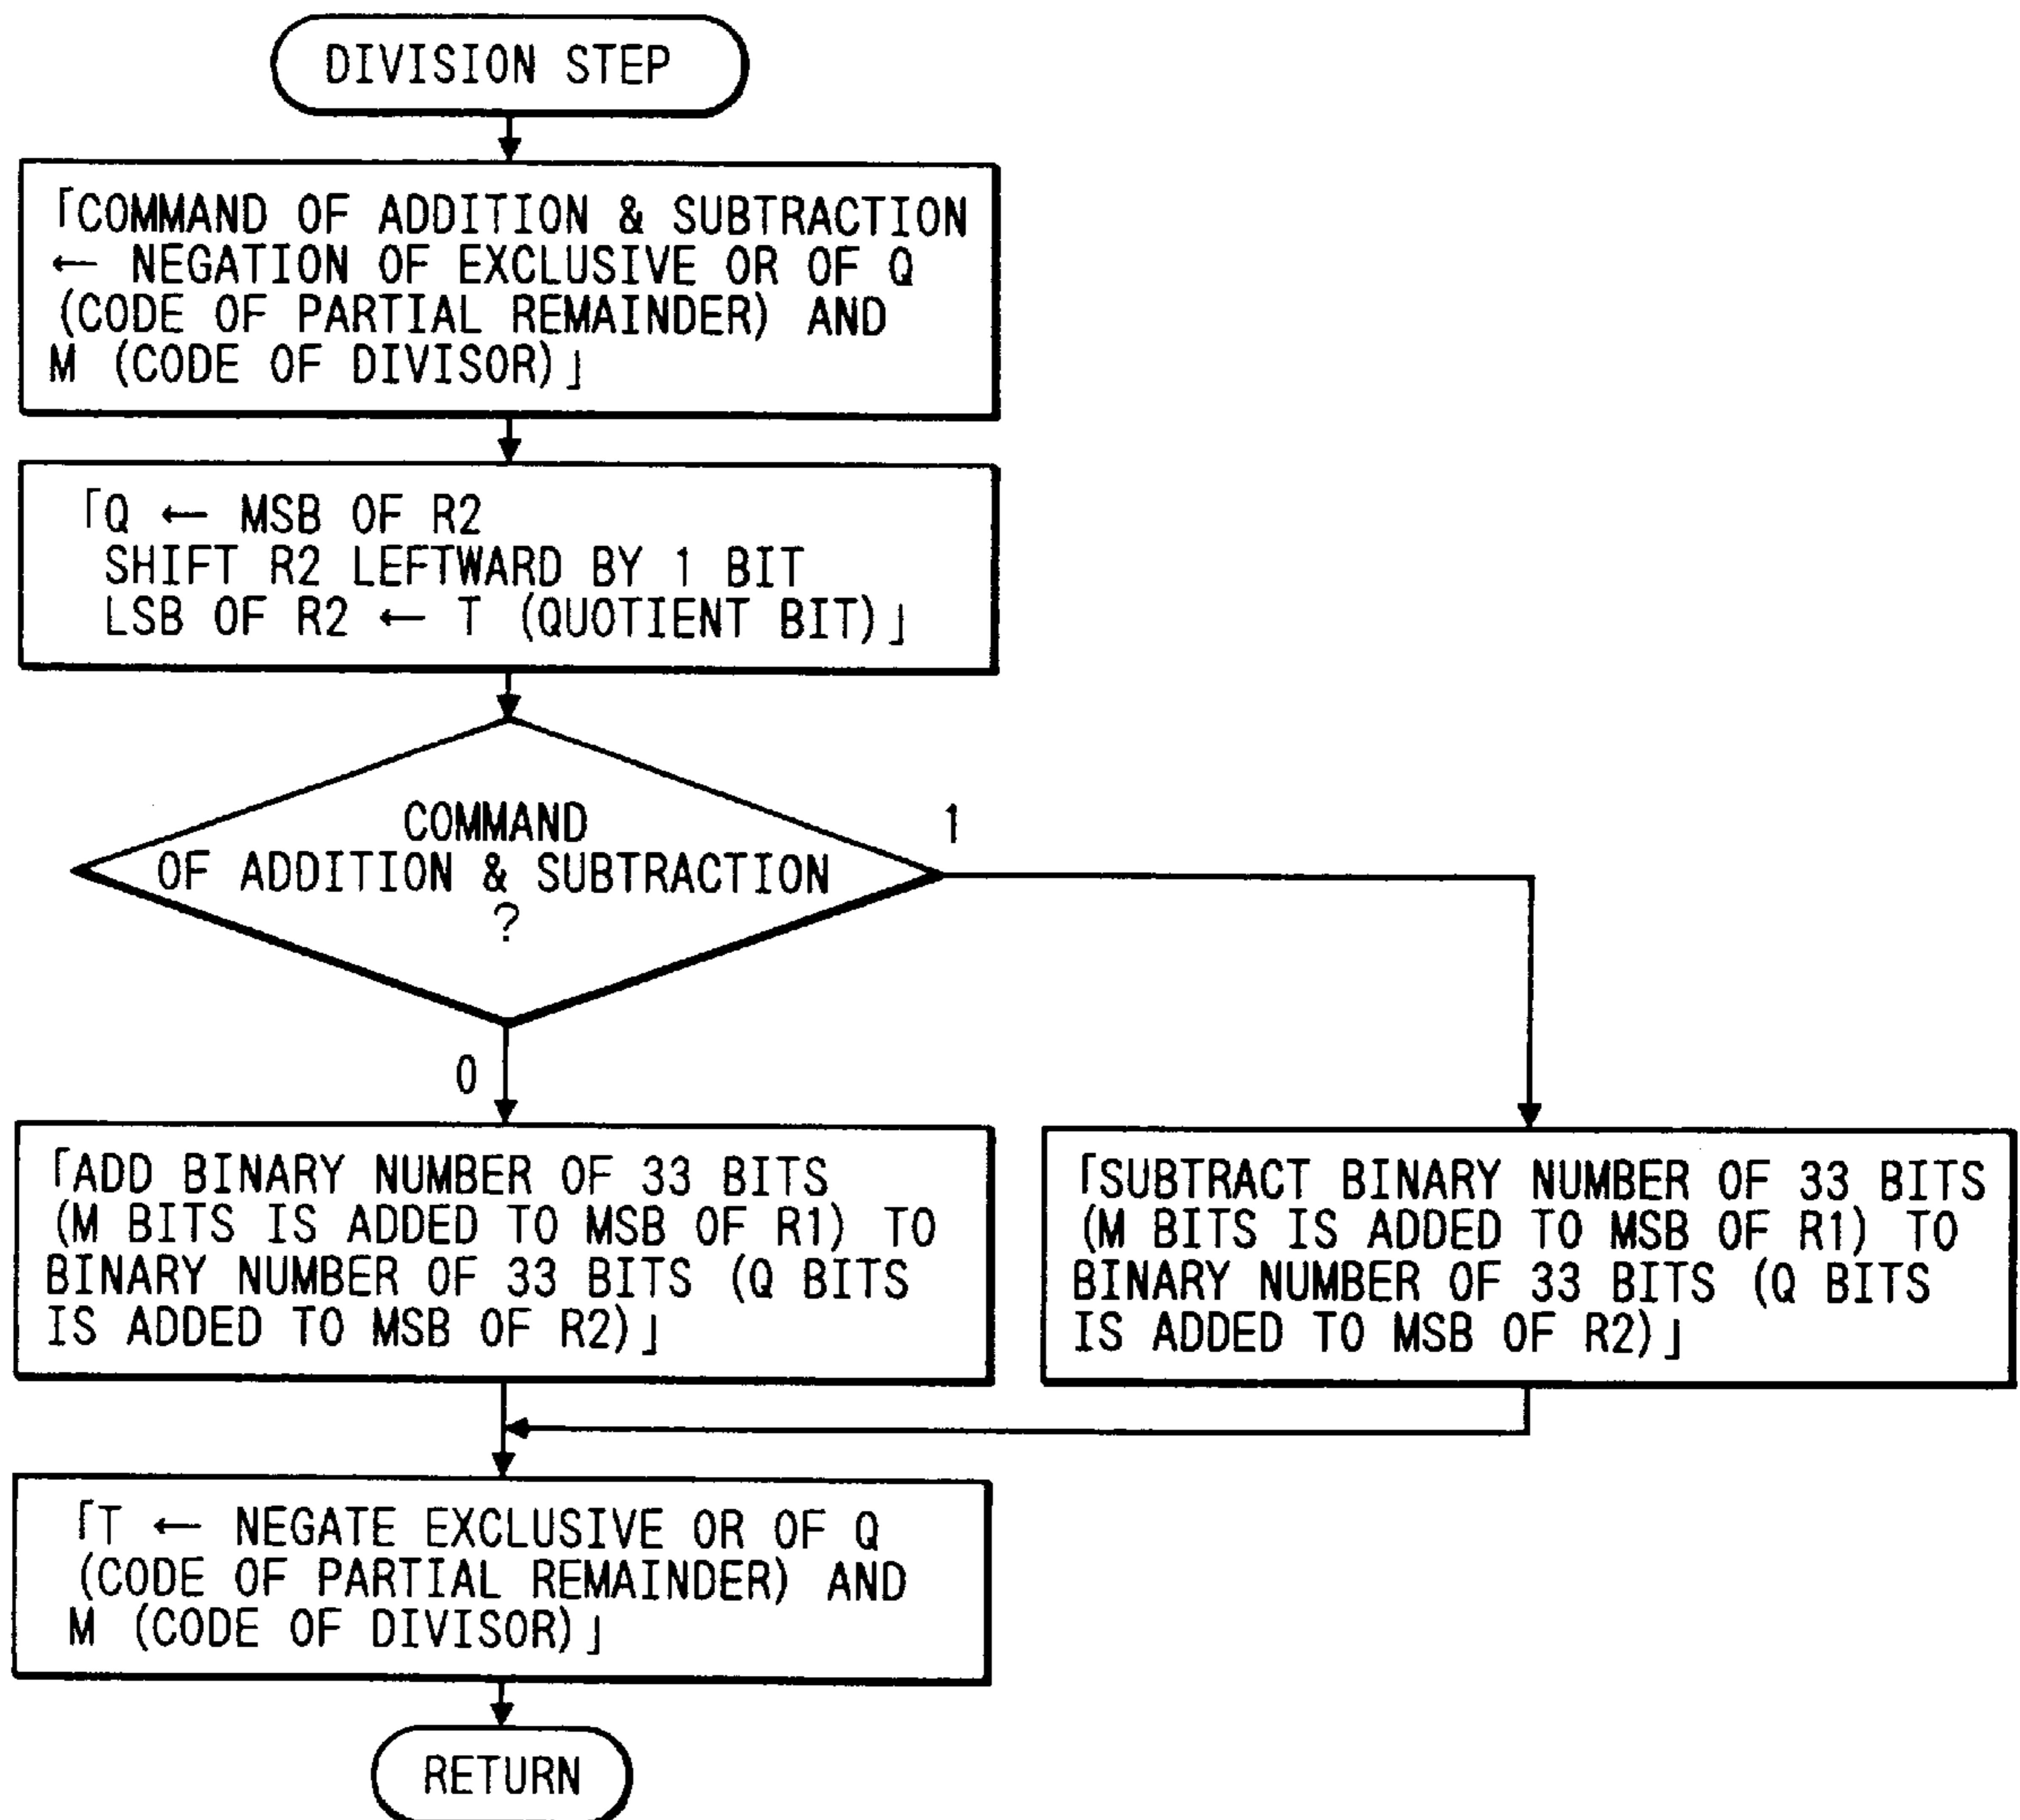 DIVISION STEP
「COMMAND OF ADDITION & SUBTRACTION
← NEGATION OF EXCLUSIVE OR OF Q
(CODE OF PARTIAL REMAINDER) AND
M (CODE OF DIVISOR)」
「Q ← MSB OF R2
SHIFT R2 LEFTWARD BY 1 BIT
LSB OF R2 ← T (QUOTIENT BIT)」
COMMAND
OF ADDITION & SUBTRACTION
?
1
0
「ADD BINARY NUMBER OF 33 BITS
(M BITS IS ADDED TO MSB OF R1) TO
BINARY NUMBER OF 33 BITS (Q BITS
IS ADDED TO MSB OF R2)」
「SUBTRACT BINARY NUMBER OF 33 BITS
(M BITS IS ADDED TO MSB OF R1) TO
BINARY NUMBER OF 33 BITS (Q BITS
IS ADDED TO MSB OF R2)」
「T ← NEGATE EXCLUSIVE OR OF Q
(CODE OF PARTIAL REMAINDER) AND
M (CODE OF DIVISOR)」
RETURN